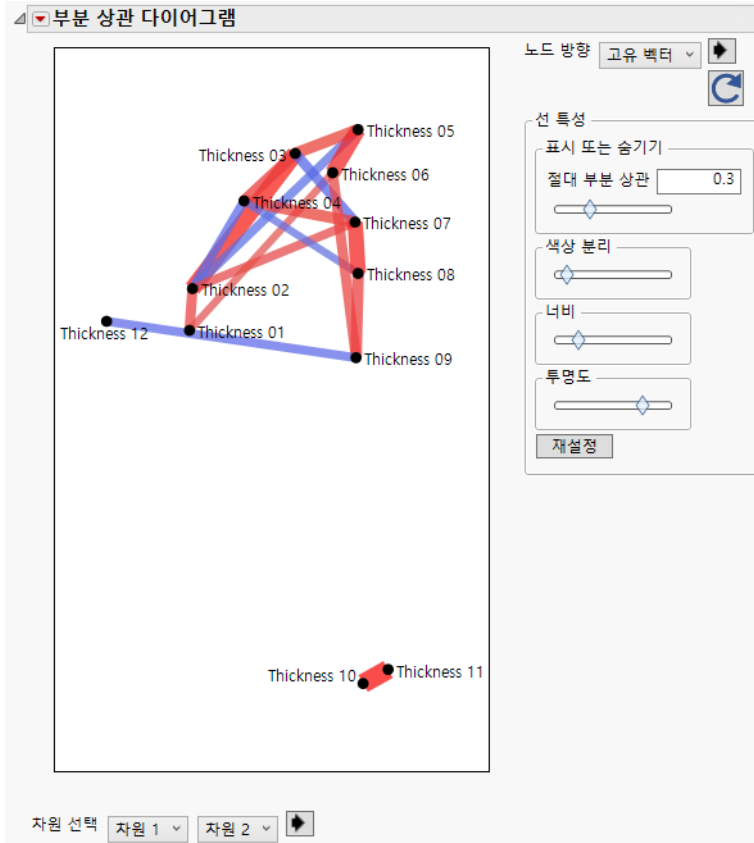 부분 상관 다이어그램
노드 방향 고유 벡터
선 특성
표시 또는 숨기기
절대 부분 상관 0.3
색상 분리
너비
투명도
재설정
Thickness 05
Thickness 03
Thickness 06
Thickness 04
Thickness 07
Thickness 08
Thickness 02
Thickness 12
Thickness 01
Thickness 09
Thickness 10
Thickness 11
차원 선택 차원 1 차원 2